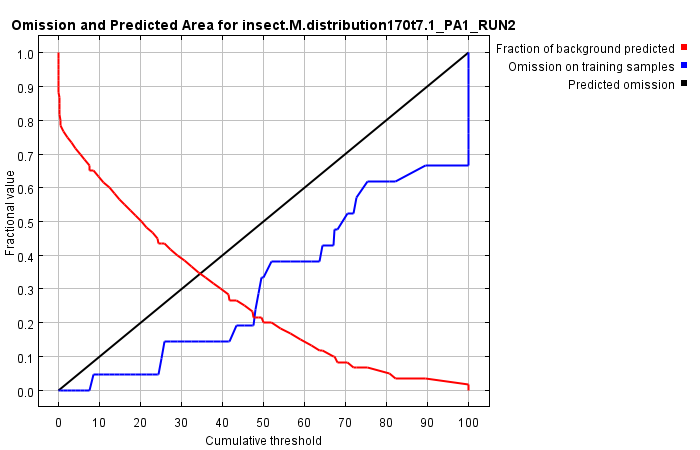 Omission and Predicted Area for insect.M.distribution170t7.1_PA1_RUN2
Fraction of background predicted
Omission on training samples
Predicted omission
Fractional value
1.0
0.9
0.8
0.7
0.6
0.5
0.4
0.3
0.2
0.1
0.0
0 10 20 30 40 50 60 70 80 90 100
Cumulative threshold